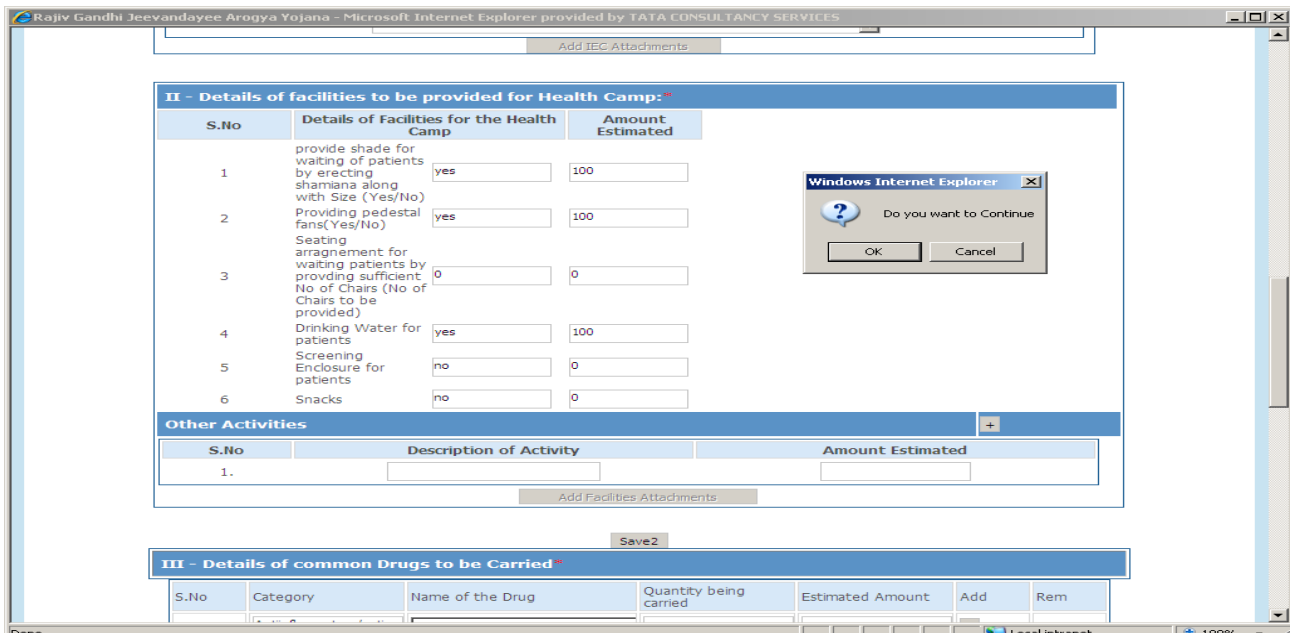 Rajiv Gandhi Jeevandayee Arogya Yojana - Microsoft Internet Explorer provided by TATA CONSULTANCY SERVICES
Add IEC Attachments
II - Details of facilities to be provided for Health Camp:*
S.No Details of Facilities for the Health Camp Amount Estimated
1 provide shade for waiting of patients by erecting shamiana along with Size (Yes/No) yes 100
2 Providing pedestal fans(Yes/No) yes 100
3 Seating arragnement for waiting patients by provding sufficient No of Chairs (No of Chairs to be provided) 0 0
4 Drinking Water for patients yes 100
5 Screening Enclosure for patients no 0
6 Snacks no 0
Windows Internet Explorer
Do you want to Continue
OK Cancel
Other Activities +
S.No Description of Activity Amount Estimated
1.
Add Facilities Attachments
Save2
III - Details of common Drugs to be Carried*
S.No Category Name of the Drug Quantity being carried Estimated Amount Add Rem